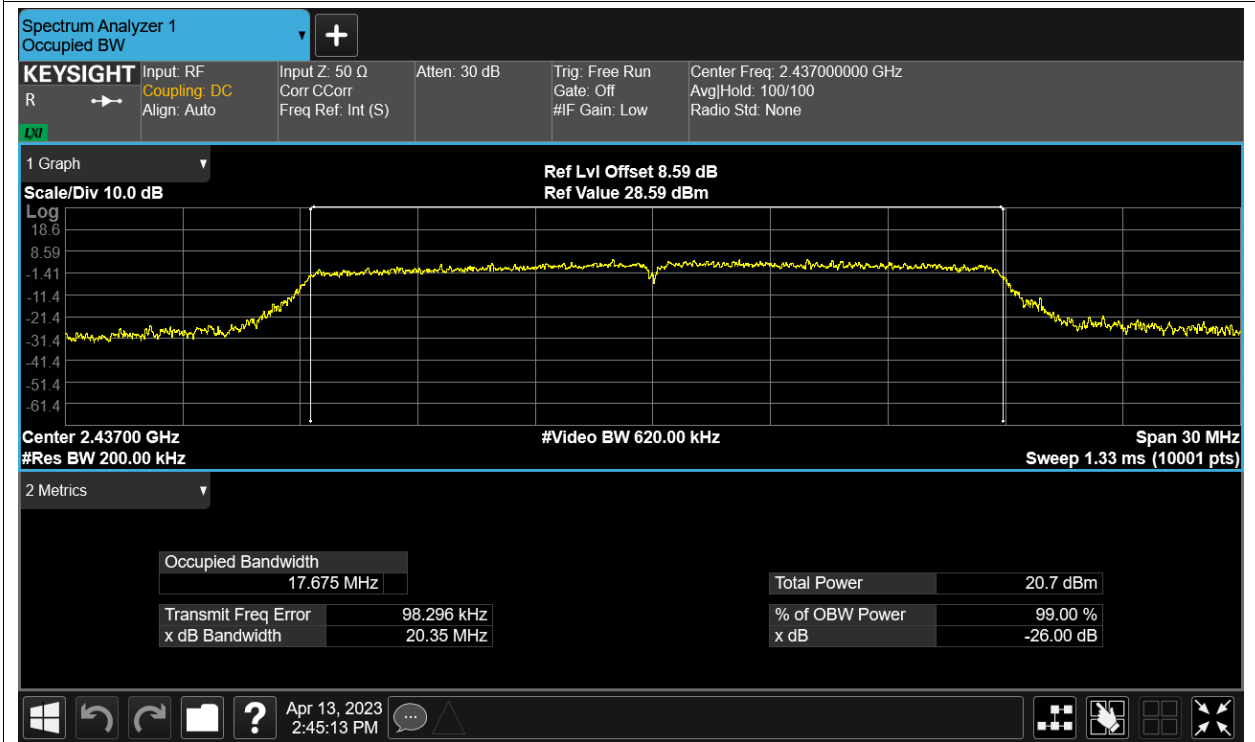 Spectrum Analyzer 1
Occupied BW
KEYSIGHT
R
LXI
Input: RF
Coupling: DC
Align: Auto
Input Z: 50 Ω
Corr CCorr
Freq Ref: Int (S)
Atten: 30 dB
Trig: Free Run
Gate: Off
#IF Gain: Low
Center Freq: 2.437000000 GHz
Avg|Hold: 100/100
Radio Std: None
1 Graph
Ref Lvl Offset 8.59 dB
Scale/Div 10.0 dB
Ref Value 28.59 dBm
Log
18.6
8.59
-1.41
-11.4
-21.4
-31.4
-41.4
-51.4
-61.4
Center 2.43700 GHz
#Video BW 620.00 kHz
Span 30 MHz
#Res BW 200.00 kHz
Sweep 1.33 ms (10001 pts)
2 Metrics
Occupied Bandwidth
17.675 MHz
Total Power 20.7 dBm
Transmit Freq Error 98.296 kHz
% of OBW Power 99.00 %
x dB Bandwidth 20.35 MHz
x dB -26.00 dB
?
Apr 13, 2023
2:45:13 PM